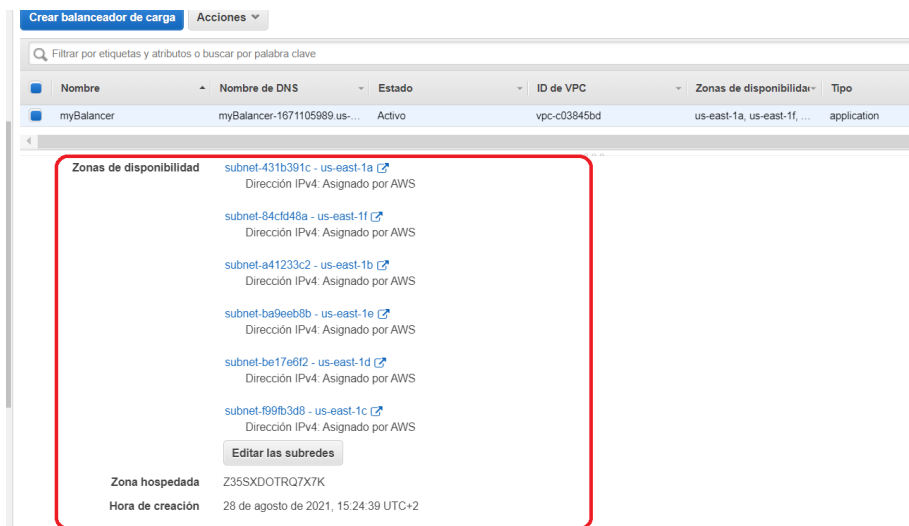 Crear balanceador de carga Acciones
Filtrar por etiquetas y atributos o buscar por palabra clave
Nombre Nombre de DNS Estado ID de VPC Zonas de disponibilidad Tipo
myBalancer myBalancer-1671105989.us-... Activo vpc-c03845bd us-east-1a, us-east-1f, ... application
Zonas de disponibilidad subnet-431b391c - us-east-1a
Dirección IPv4: Asignado por AWS
subnet-84cfd48a - us-east-1f
Dirección IPv4: Asignado por AWS
subnet-a41233c2 - us-east-1b
Dirección IPv4: Asignado por AWS
subnet-ba9eeb8b - us-east-1e
Dirección IPv4: Asignado por AWS
subnet-be17e6f2 - us-east-1d
Dirección IPv4: Asignado por AWS
subnet-f99fb3d8 - us-east-1c
Dirección IPv4: Asignado por AWS
Editar las subredes
Zona hospedada Z35SXDOTRQ7X7K
Hora de creación 28 de agosto de 2021, 15:24:39 UTC+2